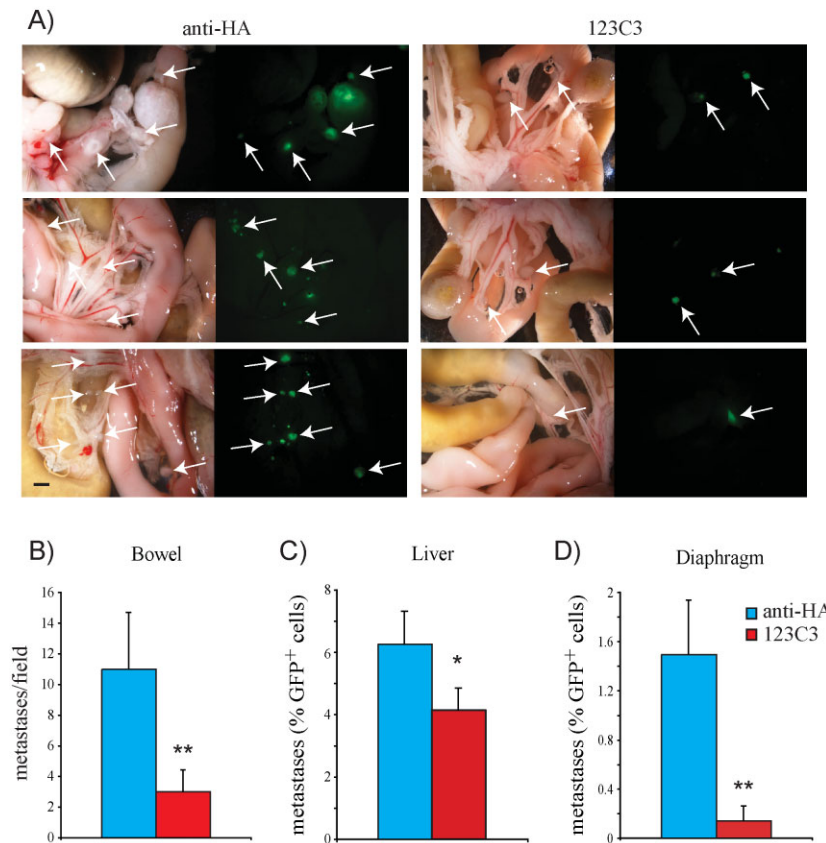 A)
anti-HA
123C3
B)
Bowel
metastases/field
16
14
12
10
8
6
4
2
0
**
C)
Liver
metastases (% GFP+ cells)
8
6
4
2
0
*
D)
Diaphragm
metastases (% GFP+ cells)
2
1.6
1.2
0.8
0.4
0
**
anti-HA
123C3